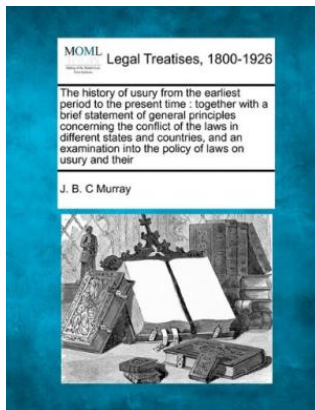 MOML
Legal Treatises, 1800-1926
The history of usury from the earliest
period to the present time : together with a
brief statement of general principles
concerning the conflict of the laws in
different states and countries, and an
examination into the policy of laws on
usury and their
J. B. C Murray